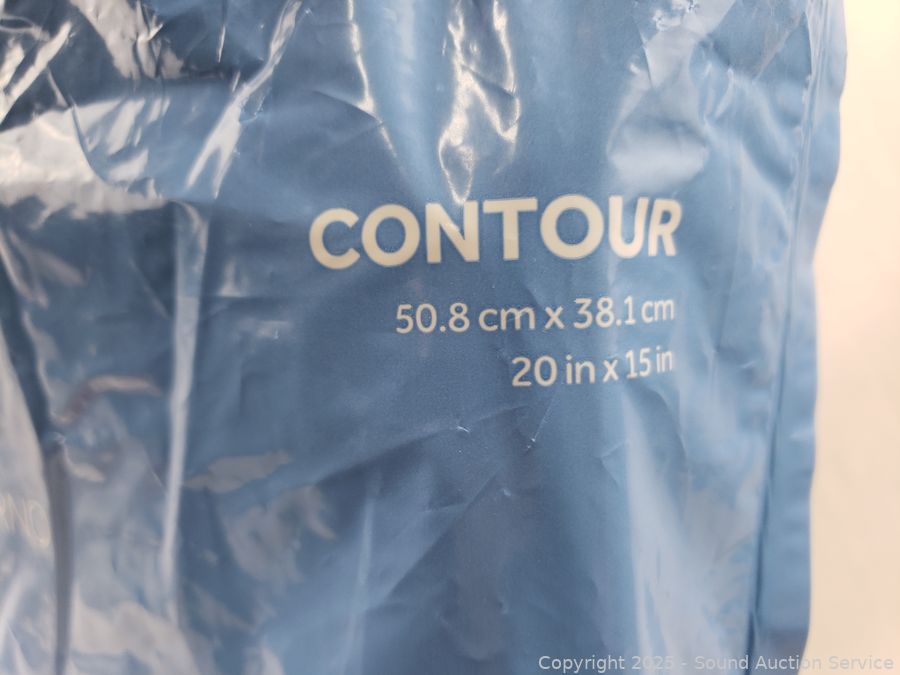 CONTOUR
50.8 cm x 38.1 cm
20 in x 15 in
Copyright 2025 - Sound Auction Service